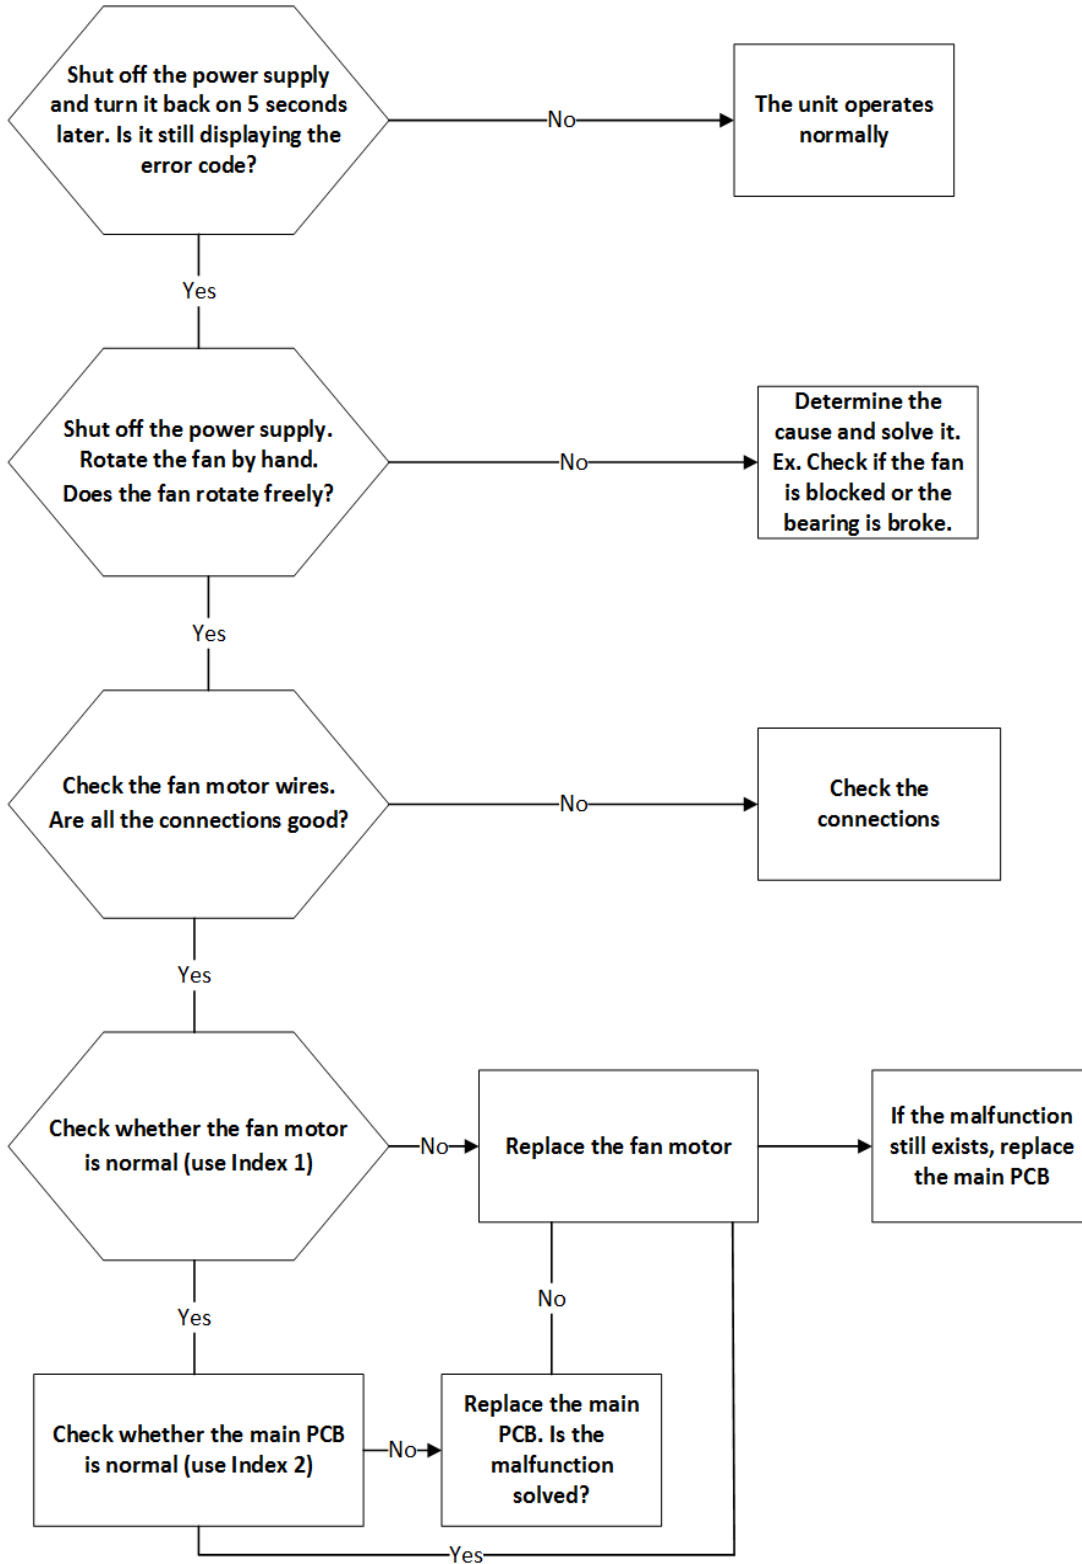 Shut off the power supply
and turn it back on 5 seconds
later. Is it still displaying the
error code?
No
The unit operates
normally
Yes
Shut off the power supply.
Rotate the fan by hand.
Does the fan rotate freely?
No
Determine the
cause and solve it.
Ex. Check if the fan
is blocked or the
bearing is broke.
Yes
Check the fan motor wires.
Are all the connections good?
No
Check the
connections
Yes
Check whether the fan motor
is normal (use Index 1)
No
Replace the fan motor
If the malfunction
still exists, replace
the main PCB
Yes
No
Check whether the main PCB
is normal (use Index 2)
No
Replace the main
PCB. Is the
malfunction
solved?
Yes